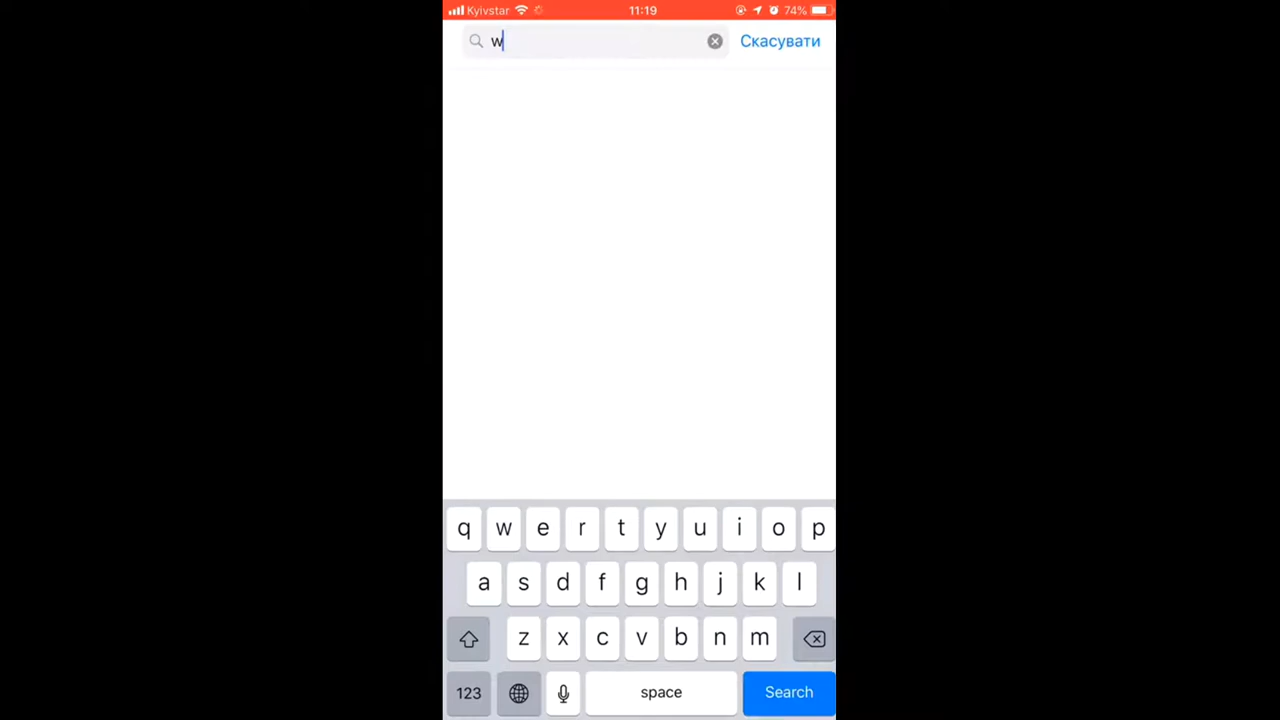 Kyivstar 11:19 74%
w Скасувати
q w e r t y u i o p
a s d f g h j k l
z x c v b n m
123 space Search